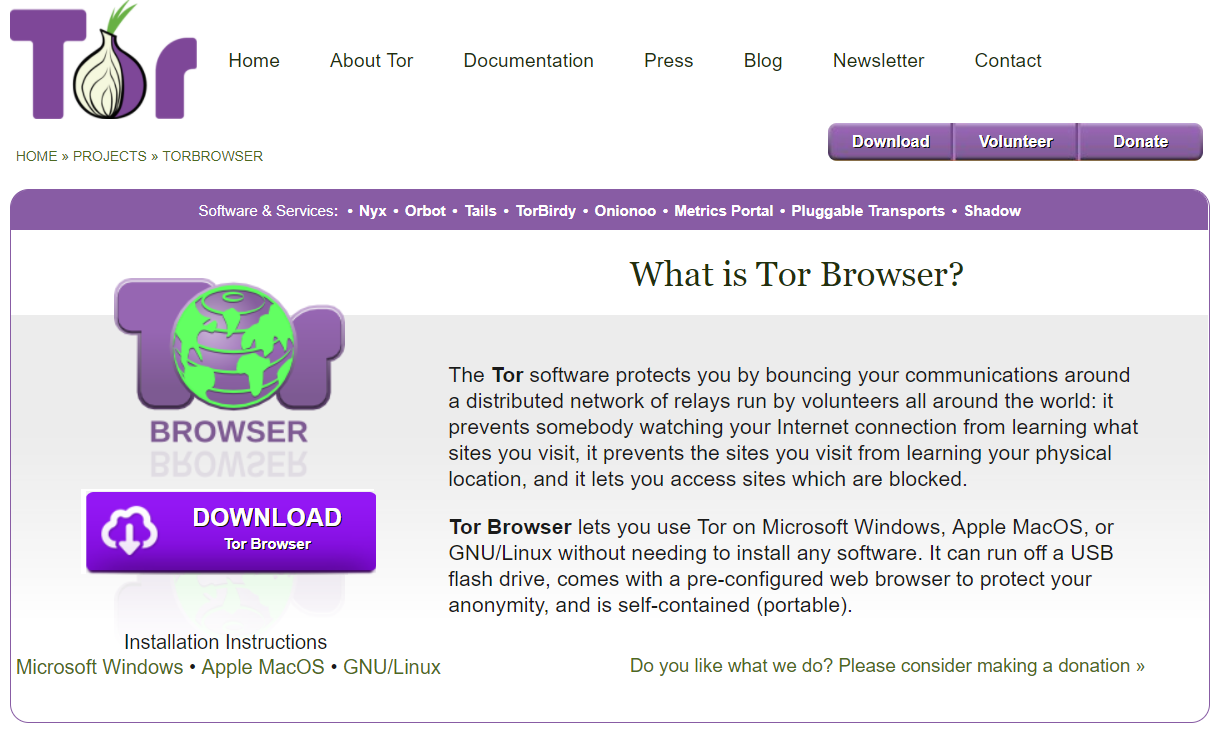 Tor
Home About Tor Documentation Press Blog Newsletter Contact
Download Volunteer Donate
HOME » PROJECTS » TORBROWSER
Software & Services: • Nyx • Orbot • Tails • TorBirdy • Onionoo • Metrics Portal • Pluggable Transports • Shadow
Tor
BROWSER
DOWNLOAD
Tor Browser
Installation Instructions
Microsoft Windows • Apple MacOS • GNU/Linux
What is Tor Browser?
The Tor software protects you by bouncing your communications around
a distributed network of relays run by volunteers all around the world: it
prevents somebody watching your Internet connection from learning what
sites you visit, it prevents the sites you visit from learning your physical
location, and it lets you access sites which are blocked.
Tor Browser lets you use Tor on Microsoft Windows, Apple MacOS, or
GNU/Linux without needing to install any software. It can run off a USB
flash drive, comes with a pre-configured web browser to protect your
anonymity, and is self-contained (portable).
Do you like what we do? Please consider making a donation »